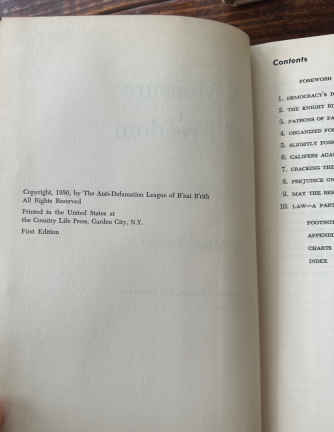 Copyright, 1950, by The Anti-Defamation League of B'nai B'rith
All Rights Reserved
Printed in the United States at
the Country Life Press, Garden City, N.Y.
First Edition
Contents
FOREWORD
1. DEMOCRACY'S
2. THE KNIGHT
3. PATRONS OF
4. ORGANIZED
5. SLIGHTLY
6. CALIBERS
7. CRACKING THE
8. PREJUDICE
9. MAY THE
10. LAW—A
FOOTNOT
APPENDI
CHARTS
INDEX